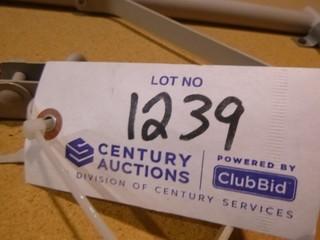 LOT NO
1239
CENTURY
AUCTIONS
DIVISION OF CENTURY SERVICES
POWERED BY
ClubBid